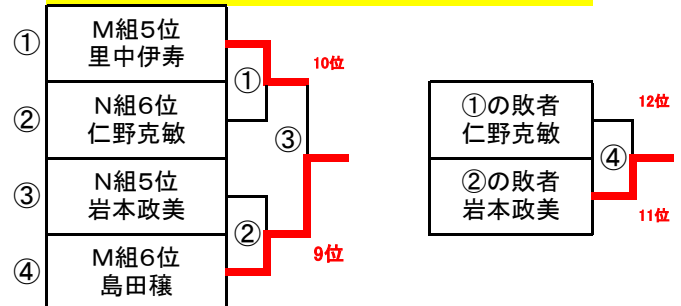 ①
M組5位
里中伊寿
②
N組6位
仁野克敏
③
N組5位
岩本政美
④
M組6位
島田穣
①
②
③
10位
9位
①の敗者
仁野克敏
②の敗者
岩本政美
④
12位
11位